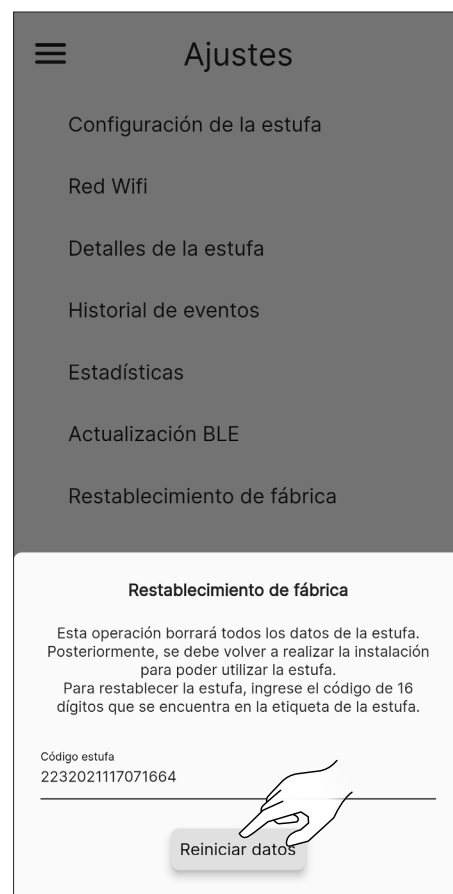 Ajustes
Configuración de la estufa
Red Wifi
Detalles de la estufa
Historial de eventos
Estadísticas
Actualización BLE
Restablecimiento de fábrica
Restablecimiento de fábrica
Esta operación borrará todos los datos de la estufa.
Posteriormente, se debe volver a realizar la instalación
para poder utilizar la estufa.
Para restablecer la estufa, ingrese el código de 16
dígitos que se encuentra en la etiqueta de la estufa.
Código estufa
2232021117071664
Reiniciar datos